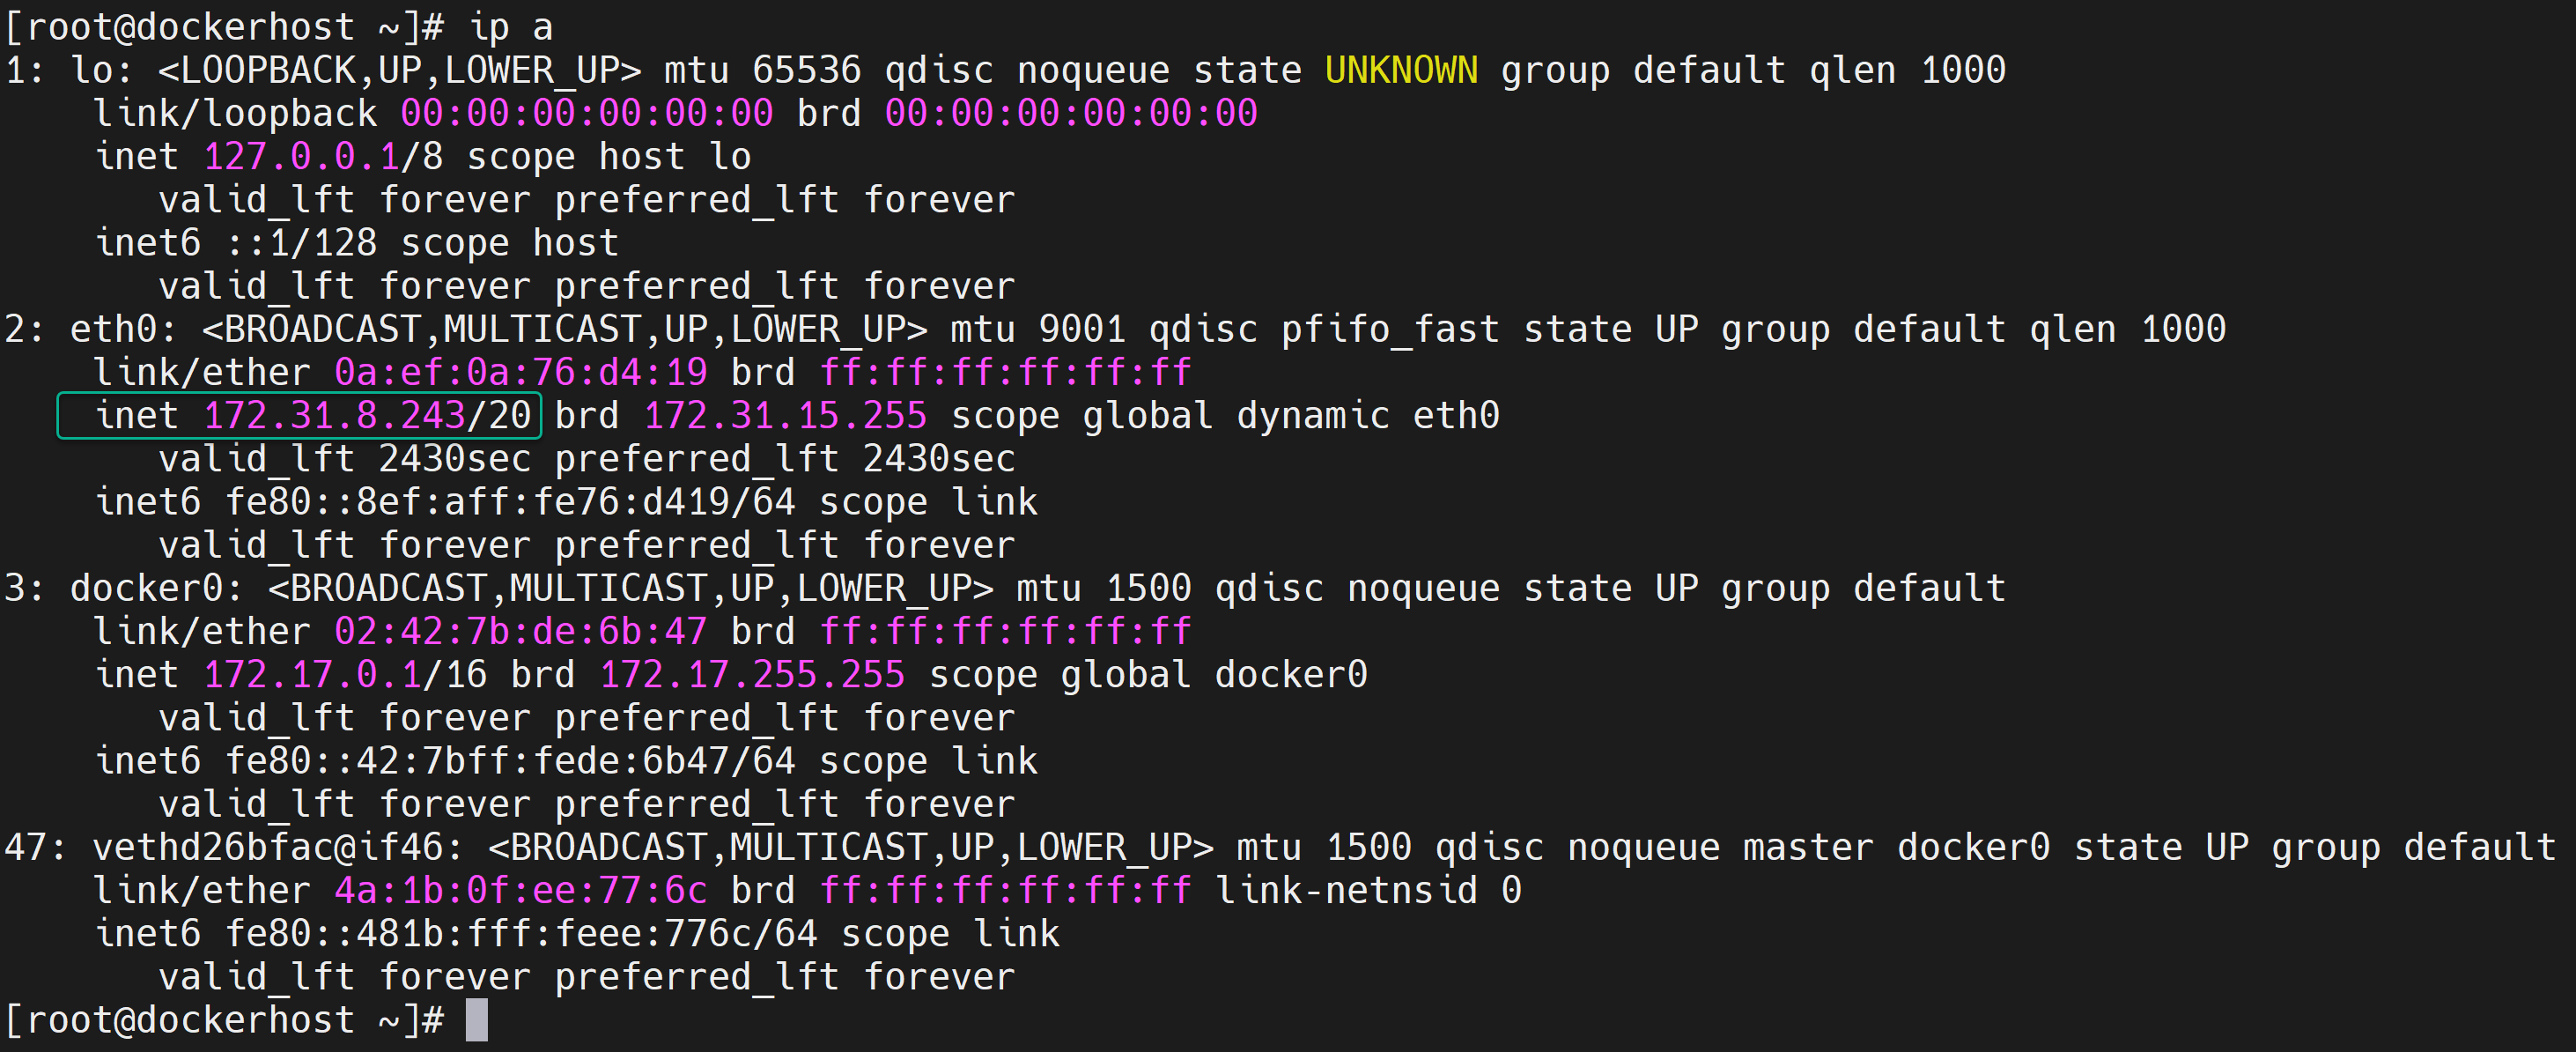 [root@dockerhost ~]# ip a
1: lo: <LOOPBACK,UP,LOWER_UP> mtu 65536 qdisc noqueue state UNKNOWN group default qlen 1000
    link/loopback 00:00:00:00:00:00 brd 00:00:00:00:00:00
    inet 127.0.0.1/8 scope host lo
       valid_lft forever preferred_lft forever
    inet6 ::1/128 scope host
       valid_lft forever preferred_lft forever
2: eth0: <BROADCAST,MULTICAST,UP,LOWER_UP> mtu 9001 qdisc pfifo_fast state UP group default qlen 1000
    link/ether 0a:ef:0a:76:d4:19 brd ff:ff:ff:ff:ff:ff
    inet 172.31.8.243/20 brd 172.31.15.255 scope global dynamic eth0
       valid_lft 2430sec preferred_lft 2430sec
    inet6 fe80::8ef:aff:fe76:d419/64 scope link
       valid_lft forever preferred_lft forever
3: docker0: <BROADCAST,MULTICAST,UP,LOWER_UP> mtu 1500 qdisc noqueue state UP group default
    link/ether 02:42:7b:de:6b:47 brd ff:ff:ff:ff:ff:ff
    inet 172.17.0.1/16 brd 172.17.255.255 scope global docker0
       valid_lft forever preferred_lft forever
    inet6 fe80::42:7bff:fede:6b47/64 scope link
       valid_lft forever preferred_lft forever
47: vethd26bfac@if46: <BROADCAST,MULTICAST,UP,LOWER_UP> mtu 1500 qdisc noqueue master docker0 state UP group default
    link/ether 4a:1b:0f:ee:77:6c brd ff:ff:ff:ff:ff:ff link-netnsid 0
    inet6 fe80::481b:fff:feee:776c/64 scope link
       valid_lft forever preferred_lft forever
[root@dockerhost ~]#